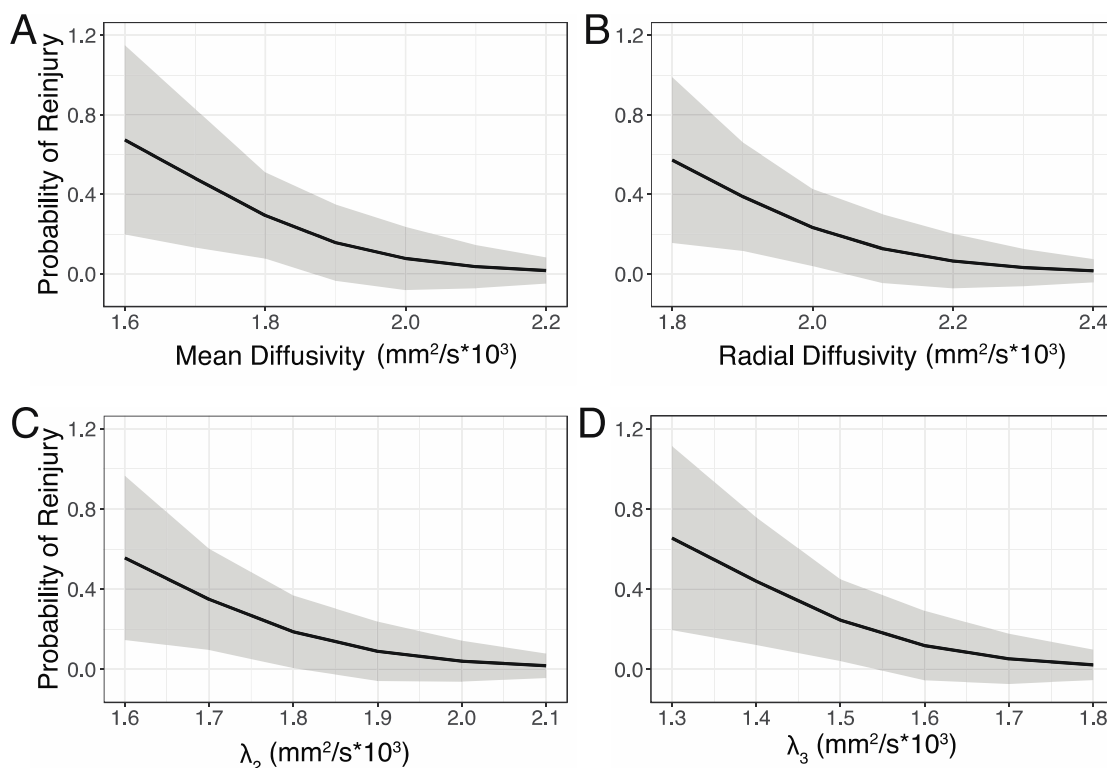 A
Probability of Reinjury
1.2
0.8
0.4
0.0
1.6 1.8 2.0 2.2
Mean Diffusivity (mm²/s*10³)
B
1.2
0.8
0.4
0.0
1.8 2.0 2.2 2.4
Radial Diffusivity (mm²/s*10³)
C
Probability of Reinjury
1.2
0.8
0.4
0.0
1.6 1.7 1.8 1.9 2.0 2.1
λ₂ (mm²/s*10³)
D
1.2
0.8
0.4
0.0
1.3 1.4 1.5 1.6 1.7 1.8
λ₃ (mm²/s*10³)